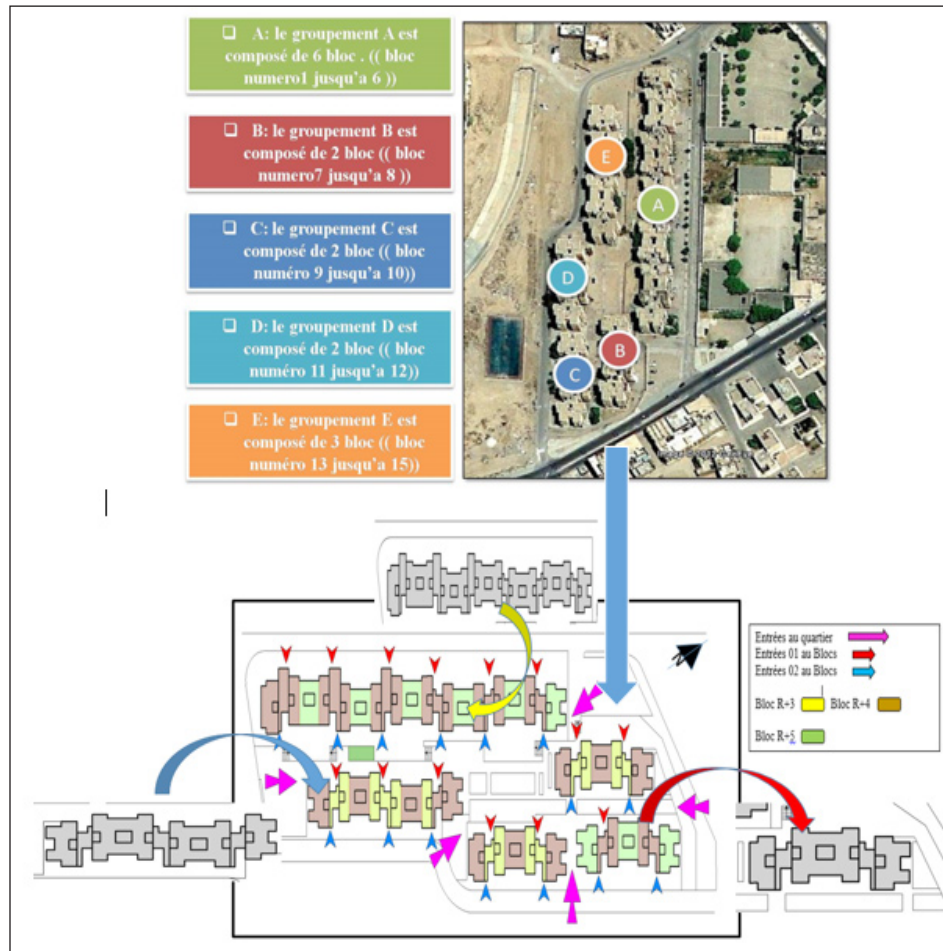 ❑ A: le groupement A est
composé de 6 bloc . (( bloc
numero1 jusqu'a 6 ))
❑ B: le groupement B est
composé de 2 bloc (( bloc
numero7 jusqu'a 8 ))
❑ C: le groupement C est
composé de 2 bloc (( bloc
numéro 9 jusqu'a 10))
❑ D: le groupement D est
composé de 2 bloc (( bloc
numéro 11 jusqu'a 12))
❑ E: le groupement E est
composé de 3 bloc (( bloc
numéro 13 jusqu'a 15))
E
A
D
B
C
Entrées au quartier
Entrées 01 au Blocs
Entrées 02 au Blocs
Bloc R+3 Bloc R+4
Bloc R+5